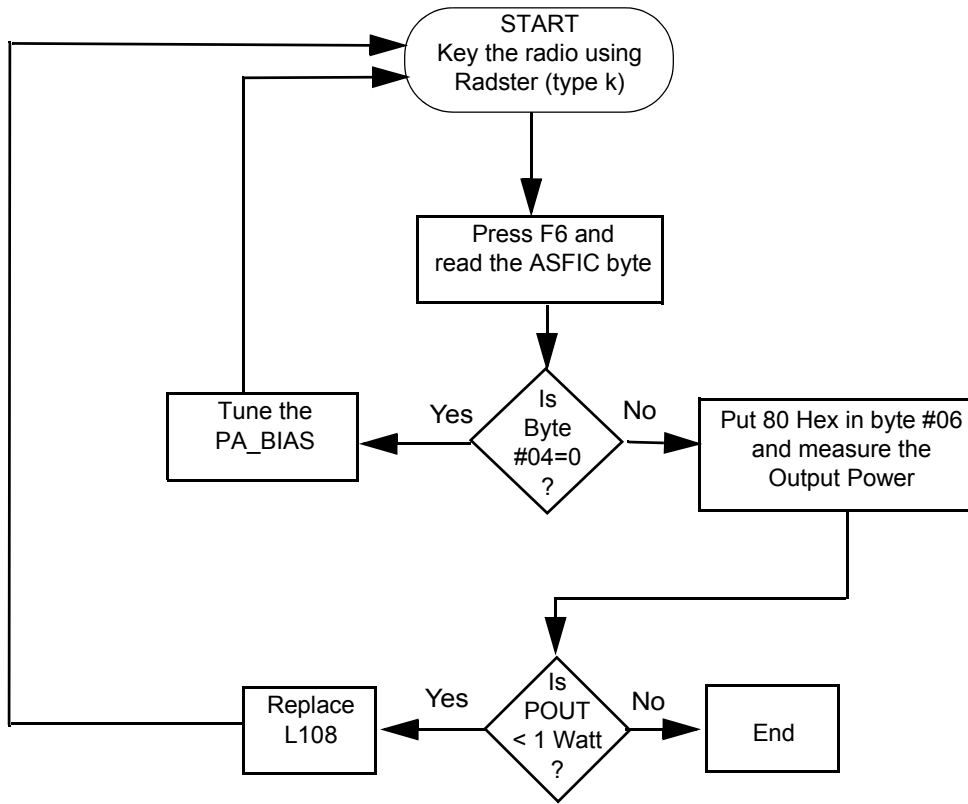 START
Key the radio using
Radster (type k)
Press F6 and
read the ASFIC byte
Is
Byte
#04=0
?
Yes
No
Tune the
PA_BIAS
Put 80 Hex in byte #06
and measure the
Output Power
Is
POUT
< 1 Watt
?
Yes
No
Replace
L108
End